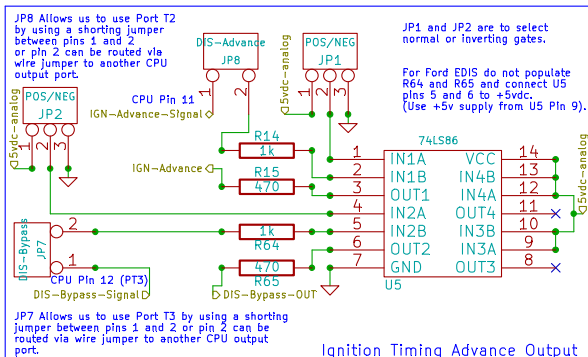 JP8 Allows us to use Port T2
by using a shorting jumper
between pins 1 and 2
or pin 2 can be routed via
wire jumper to another CPU
output port.
JP1 and JP2 are to select
normal or inverting gates.
For Ford EDIS do not populate
R64 and R65 and connect U5
pins 5 and 6 to +5vdc.
(Use +5v supply from U5 Pin 9).
DIS-Advance
JP8
1
2
5vdc-analog
POS/NEG
JP1
1
2
3
5vdc-analog
POS/NEG
JP2
1
2
3
CPU Pin 11
IGN-Advance-Signal
IGN-Advance
R14
1k
R15
470
74LS86
1 IN1A VCC 14
2 IN1B IN4B 13
3 OUT1 IN4A 12
4 IN2A OUT4 11
5 IN2B IN3B 10
6 OUT2 IN3A 9
7 GND OUT3 8
U5
5vdc-analog
DIS-Bypass
JP7
2
1
1k
R64
470
R65
CPU Pin 12 (PT3)
DIS-Bypass-Signal
DIS-Bypass-OUT
JP7 Allows us to use Port T3 by using a shorting
jumper between pins 1 and 2 or pin 2 can be
routed via wire jumper to another CPU output
port.
Ignition Timing Advance Output